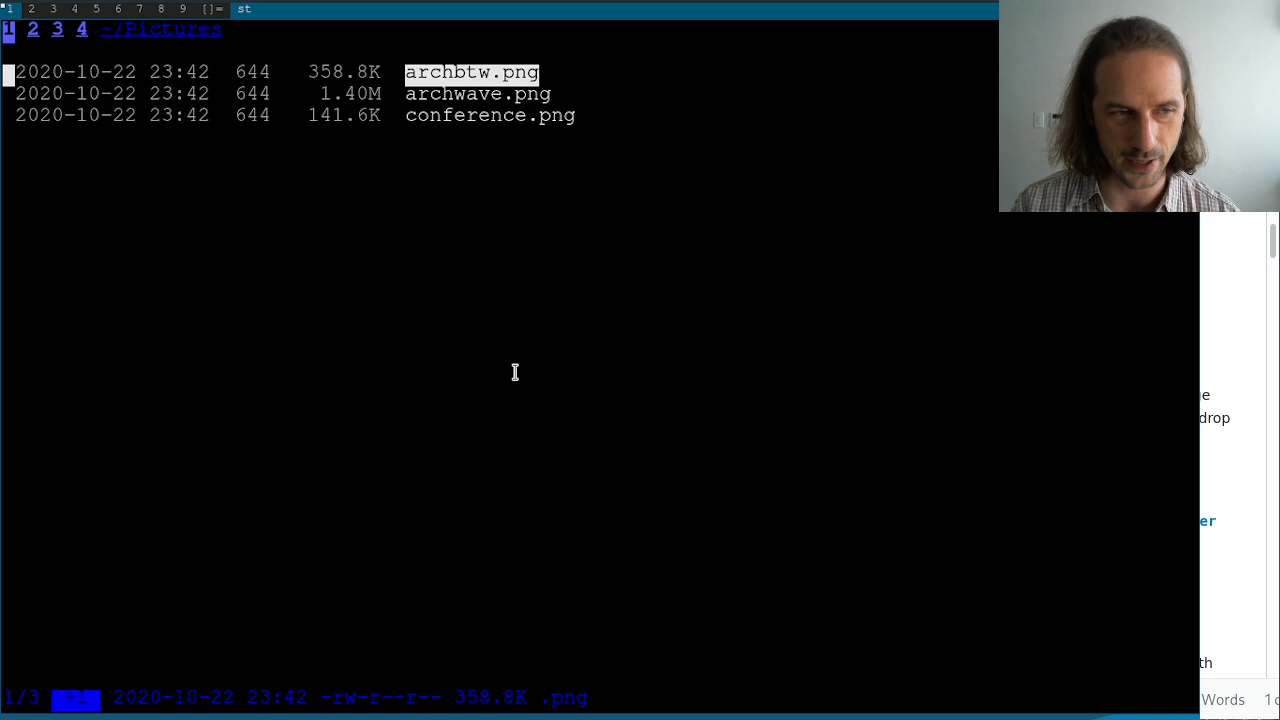 1 2 3 4 5 6 7 8 9 []= st
1 2 3 4 ~/Pictures
2020-10-22 23:42 644 358.8K archbtw.png
2020-10-22 23:42 644 1.40M archwave.png
2020-10-22 23:42 644 141.6K conference.png
drop
er
th
1/3 +1 2020-10-22 23:42 -rw-r--r-- 358.8K .png
Words